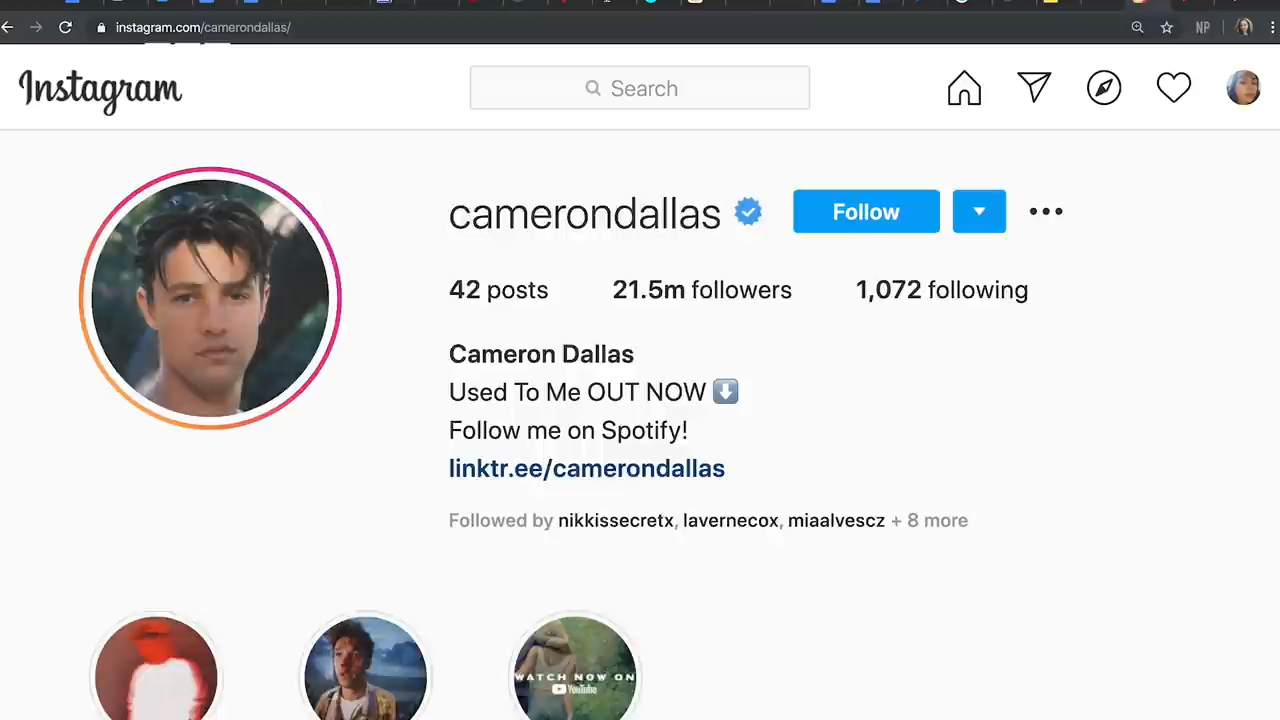 instagram.com/camerondallas/
NP
Instagram
Search
camerondallas
Follow
42 posts 21.5m followers 1,072 following
Cameron Dallas
Used To Me OUT NOW ⬇️
Follow me on Spotify!
linktr.ee/camerondallas
Followed by nikkissecretx, lavernecox, miaalvescz + 8 more
WATCH NOW ON
YouTube